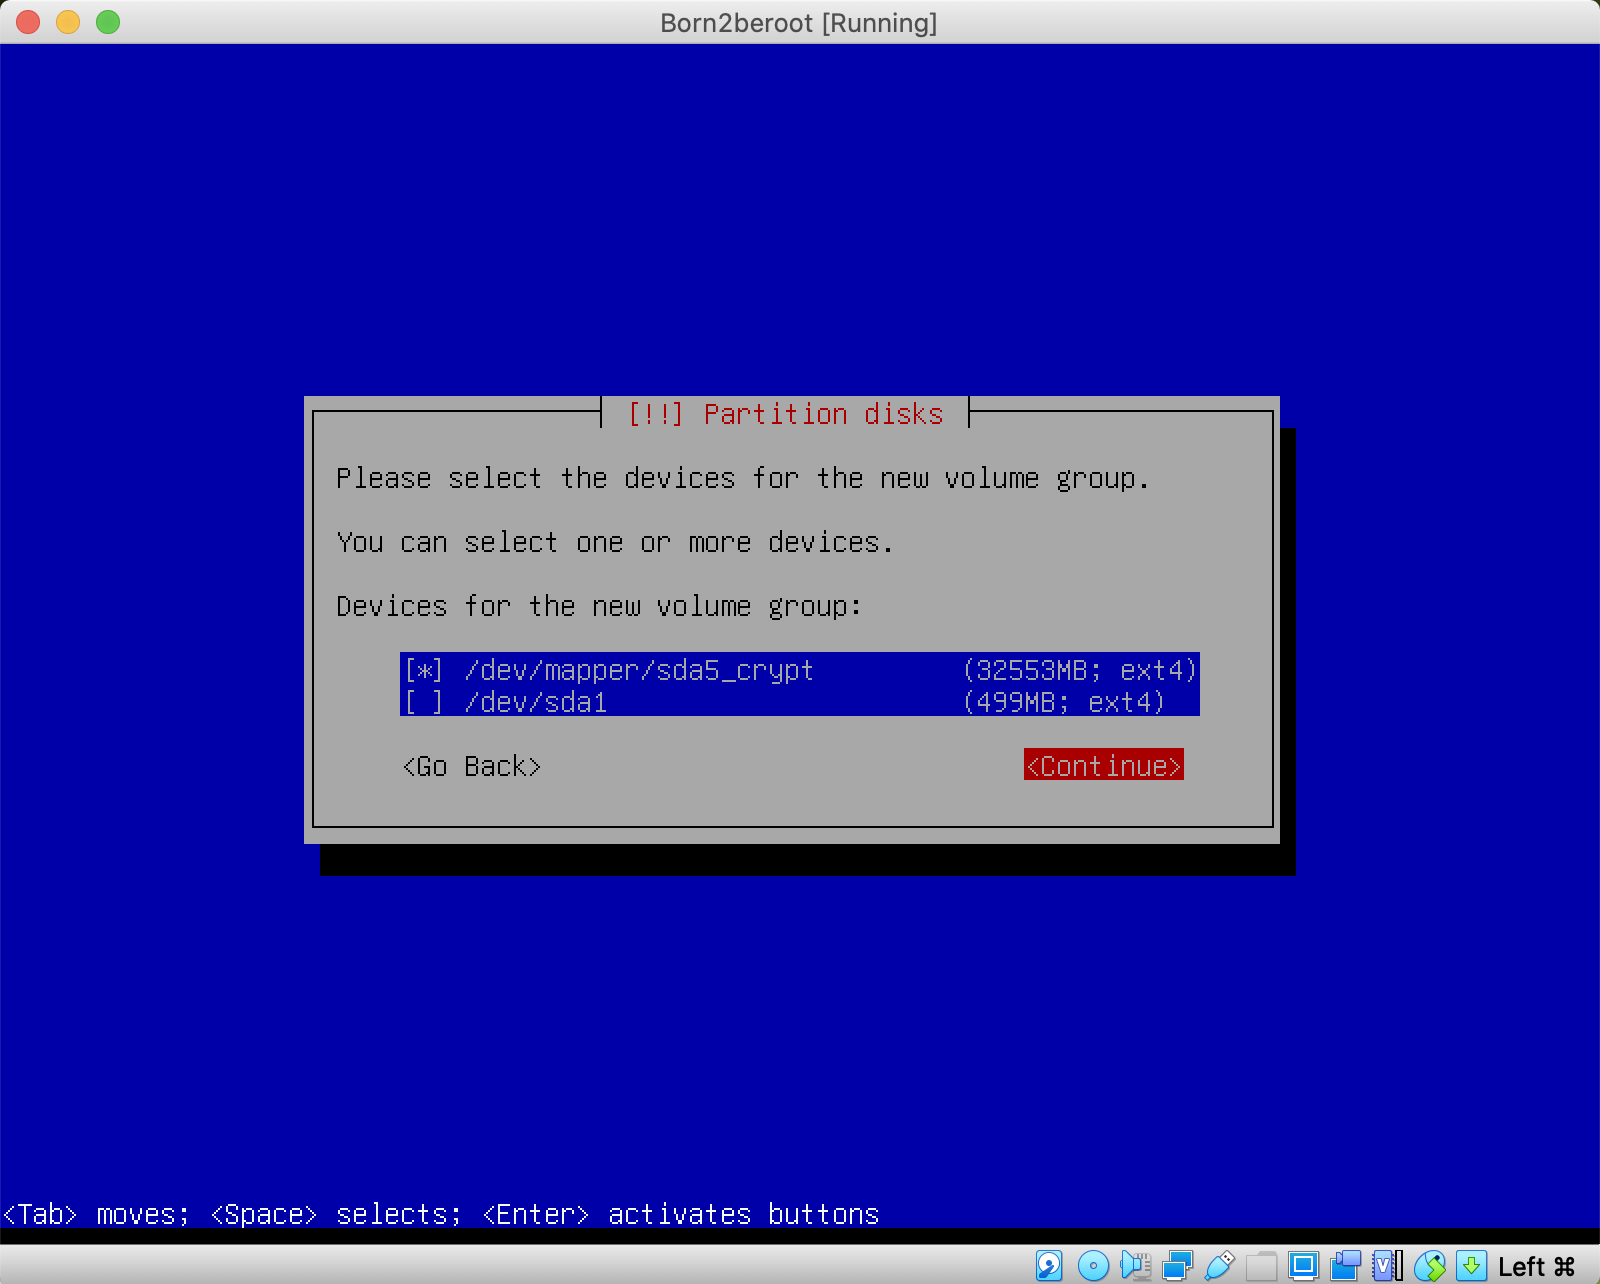 Born2beroot [Running]
[!!] Partition disks
Please select the devices for the new volume group.
You can select one or more devices.
Devices for the new volume group:
[*] /dev/mapper/sda5_crypt (32553MB; ext4)
[ ] /dev/sda1 (499MB; ext4)
<Go Back> <Continue>
<Tab> moves; <Space> selects; <Enter> activates buttons
Left ⌘